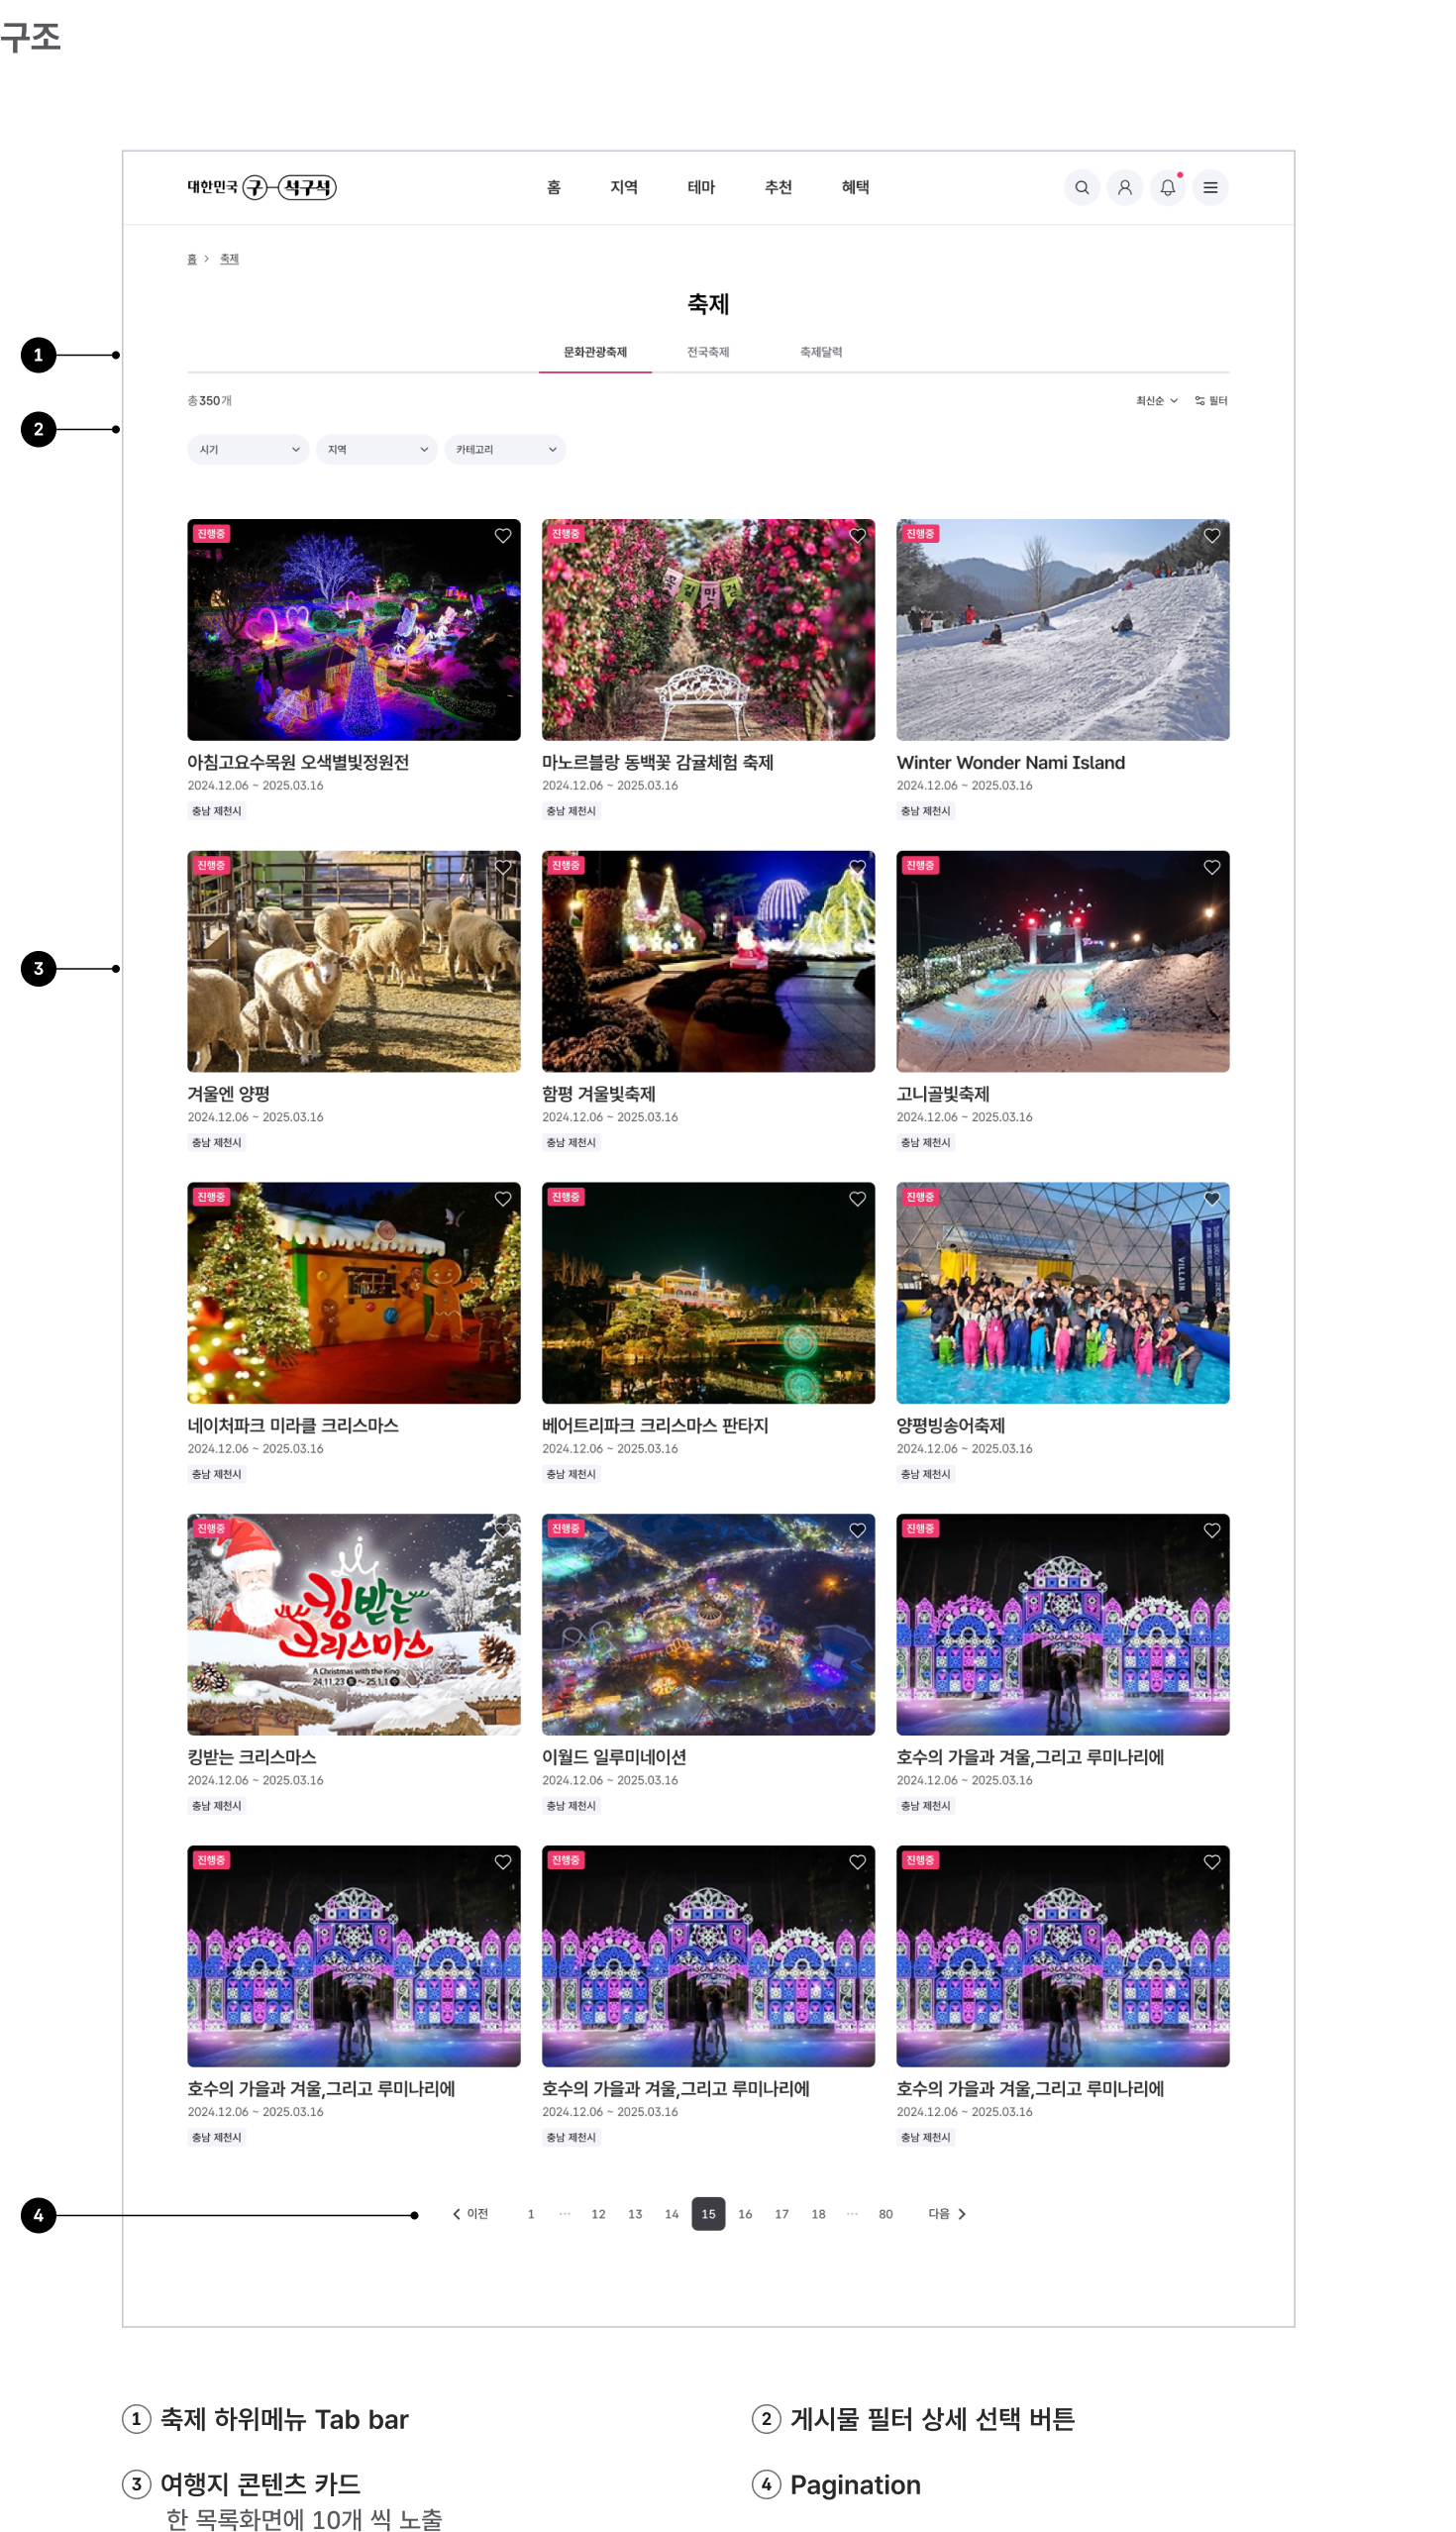 구조
대한민국 구석구석
홈 지역 테마 추천 혜택
홈 > 축제
축제
1
문화관광축제 전국축제 축제달력
총 350개
최신순 필터
2
시기 지역 카테고리
진행중 진행중 진행중
꽃 길 만 걸
아침고요수목원 오색별빛정원전 마노르블랑 동백꽃 감귤체험 축제 Winter Wonder Nami Island
2024.12.06 ~ 2025.03.16 2024.12.06 ~ 2025.03.16 2024.12.06 ~ 2025.03.16
충남 제천시 충남 제천시 충남 제천시
진행중 진행중 진행중
3
겨울엔 양평 함평 겨울빛축제 고니골빛축제
2024.12.06 ~ 2025.03.16 2024.12.06 ~ 2025.03.16 2024.12.06 ~ 2025.03.16
충남 제천시 충남 제천시 충남 제천시
진행중 진행중 진행중
VILLAIN
네이처파크 미라클 크리스마스 베어트리파크 크리스마스 판타지 양평빙송어축제
2024.12.06 ~ 2025.03.16 2024.12.06 ~ 2025.03.16 2024.12.06 ~ 2025.03.16
충남 제천시 충남 제천시 충남 제천시
진행중 진행중 진행중
킹받는
크리스마스
A Christmas with the King
24.11.23 토 ~ 25.1.1 수
킹받는 크리스마스 이월드 일루미네이션 호수의 가을과 겨울,그리고 루미나리에
2024.12.06 ~ 2025.03.16 2024.12.06 ~ 2025.03.16 2024.12.06 ~ 2025.03.16
충남 제천시 충남 제천시 충남 제천시
진행중 진행중 진행중
호수의 가을과 겨울,그리고 루미나리에 호수의 가을과 겨울,그리고 루미나리에 호수의 가을과 겨울,그리고 루미나리에
2024.12.06 ~ 2025.03.16 2024.12.06 ~ 2025.03.16 2024.12.06 ~ 2025.03.16
충남 제천시 충남 제천시 충남 제천시
4
이전 1 ··· 12 13 14 15 16 17 18 ··· 80 다음
① 축제 하위메뉴 Tab bar ② 게시물 필터 상세 선택 버튼
③ 여행지 콘텐츠 카드 ④ Pagination
한 목록화면에 10개 씩 노출